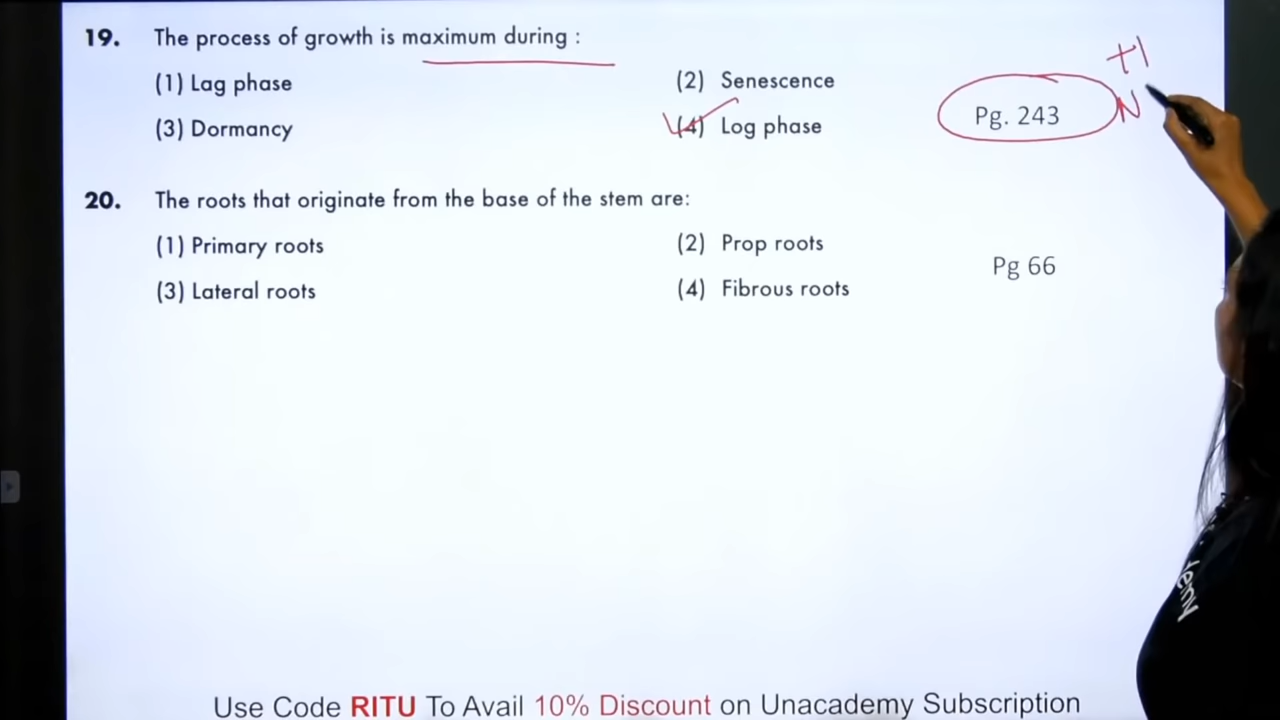 19. The process of growth is maximum during :
(1) Lag phase (2) Senescence
(3) Dormancy (4) Log phase
Pg. 243
+1
N
20. The roots that originate from the base of the stem are:
(1) Primary roots (2) Prop roots
(3) Lateral roots (4) Fibrous roots
Pg 66
demy
Use Code RITU To Avail 10% Discount on Unacademy Subscription